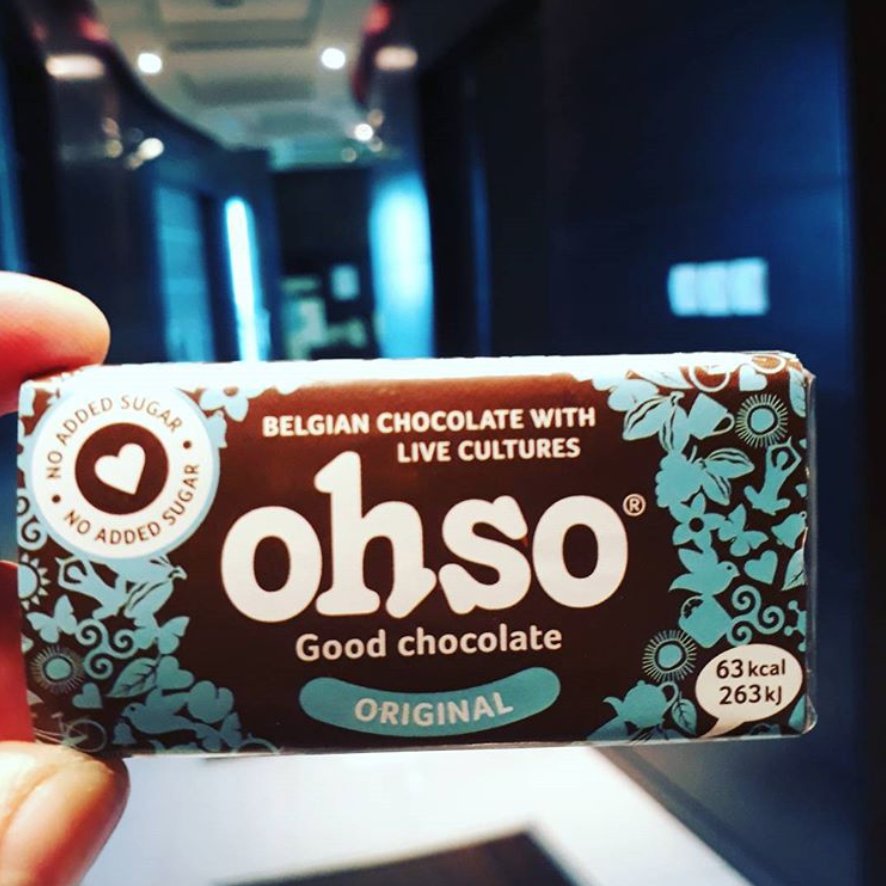 NO ADDED SUGAR • NO ADDED SUGAR •
BELGIAN CHOCOLATE WITH
LIVE CULTURES
ohso®
Good chocolate
ORIGINAL
63 kcal
263 kJ